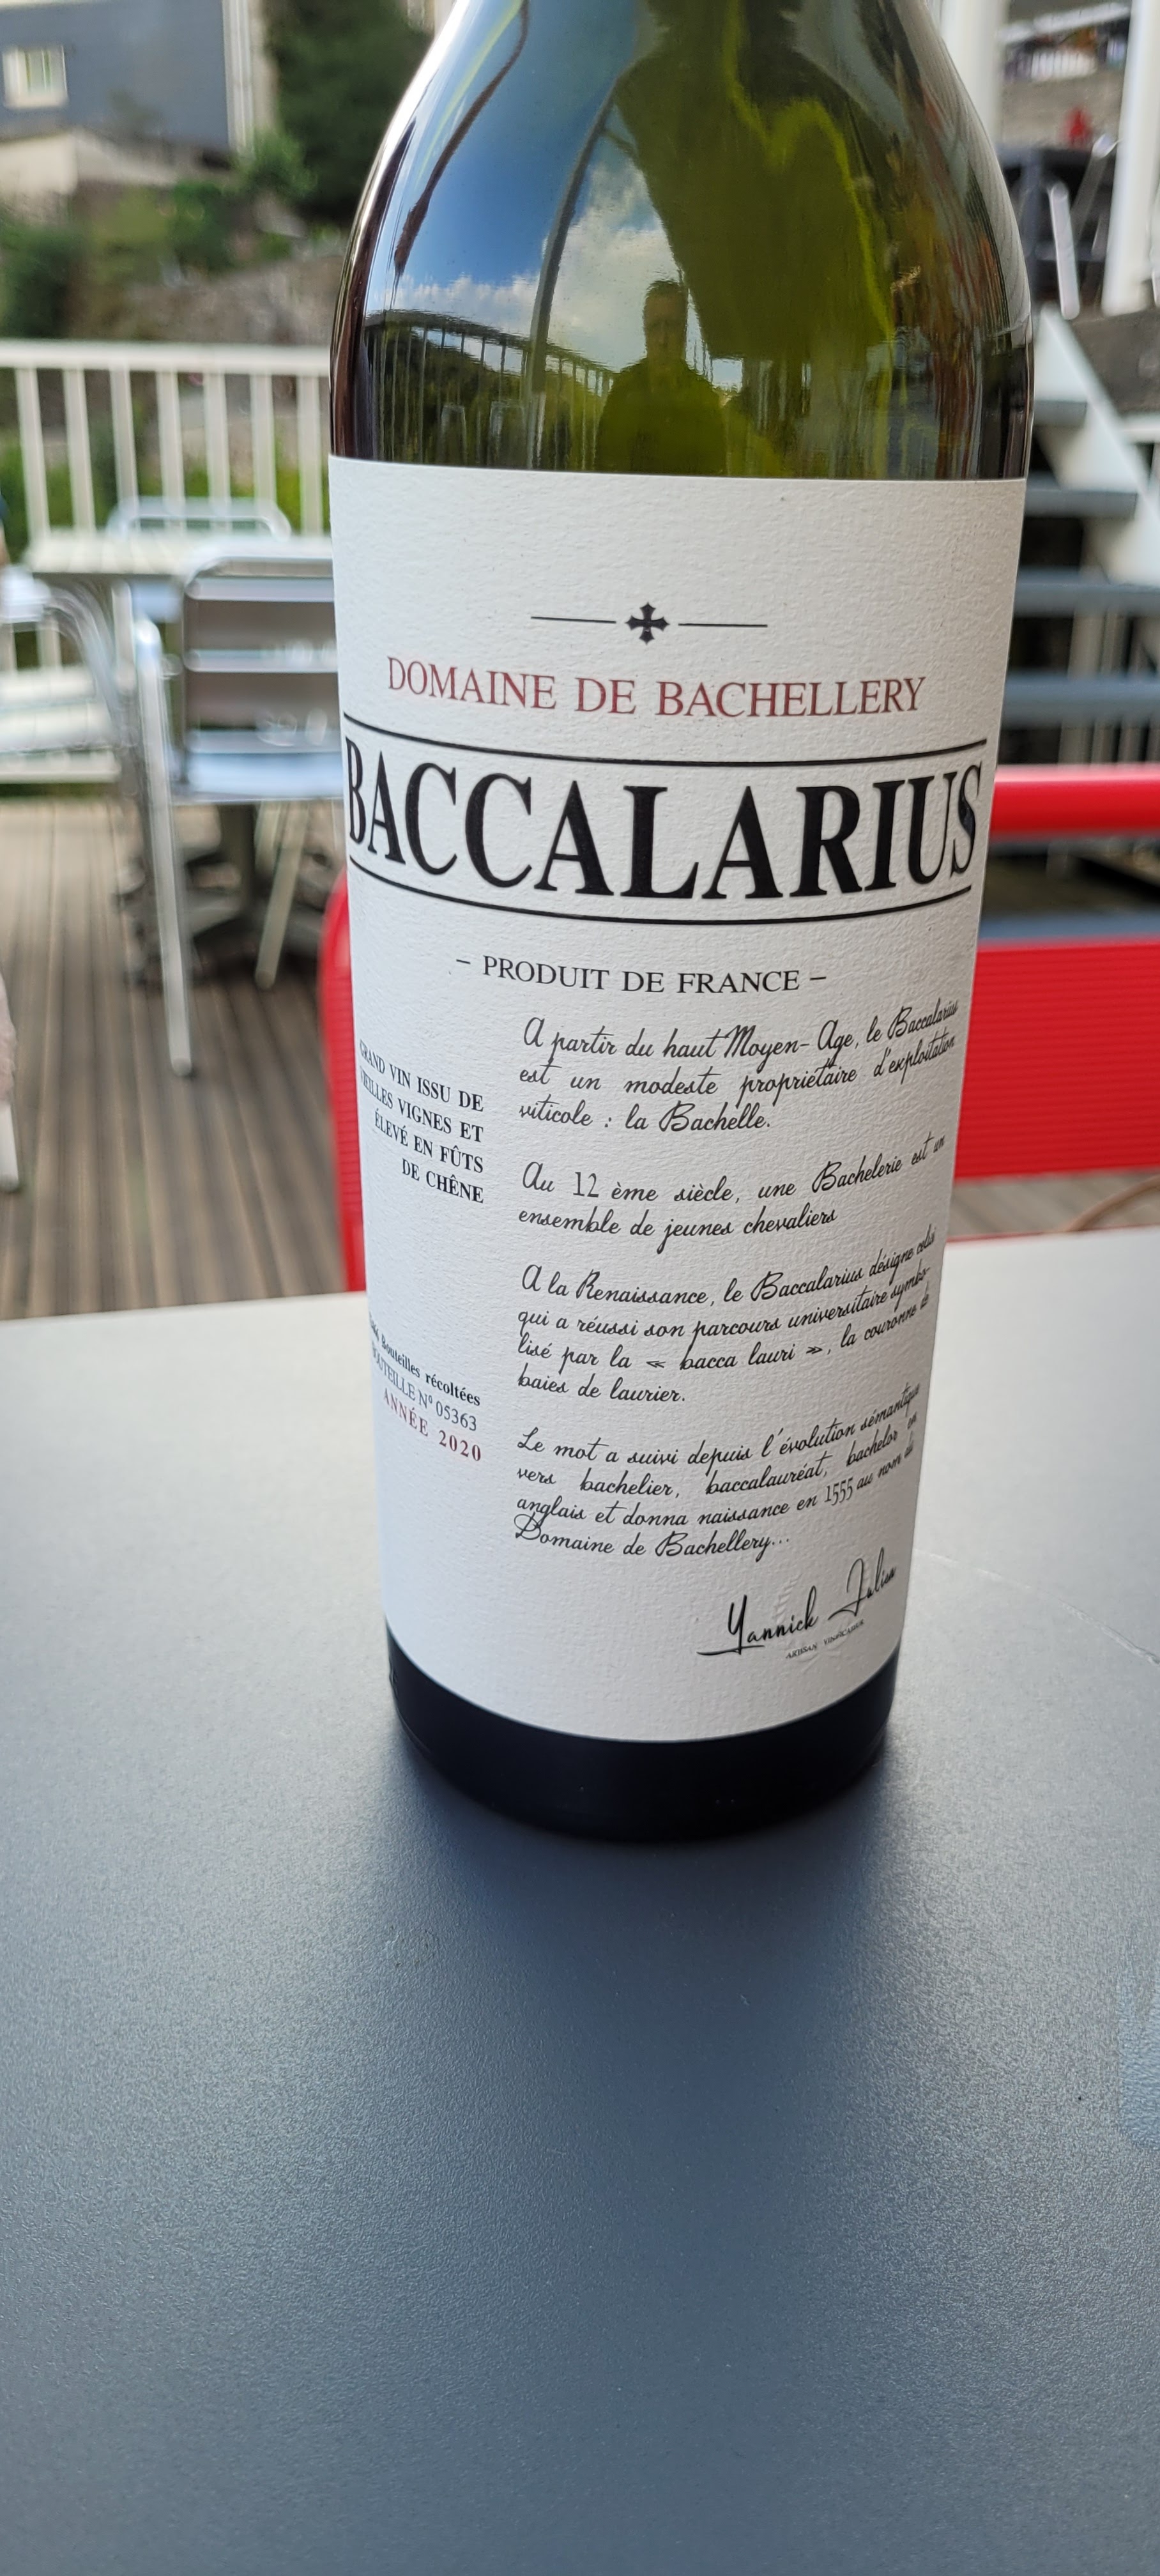 DOMAINE DE BACHELLERY
BACCALARIUS
- PRODUIT DE FRANCE -
GRAND VIN ISSU DE
VIEILLES VIGNES ET
ÉLEVÉ EN FÛTS
DE CHÊNE
Bouteilles récoltées
BOUTEILLE N° 05363
ANNÉE 2020
A partir du haut Moyen-Age, le Baccalarius
est un modeste propriétaire d'exploitation
viticole : la Bachelle.
Au 12 ème siècle, une Bachelerie est un
ensemble de jeunes chevaliers
A la Renaissance, le Baccalarius désigne celui
qui a réussi son parcours universitaire symbo-
lisé par la « bacca lauri », la couronne de
baies de laurier.
Le mot a suivi depuis l'évolution sémantique
vers bachelier, baccalauréat, bachelor en
anglais et donna naissance en 1555 au nom du
Domaine de Bachellery...
Yannick Julien
ARTISAN VINIFICATEUR